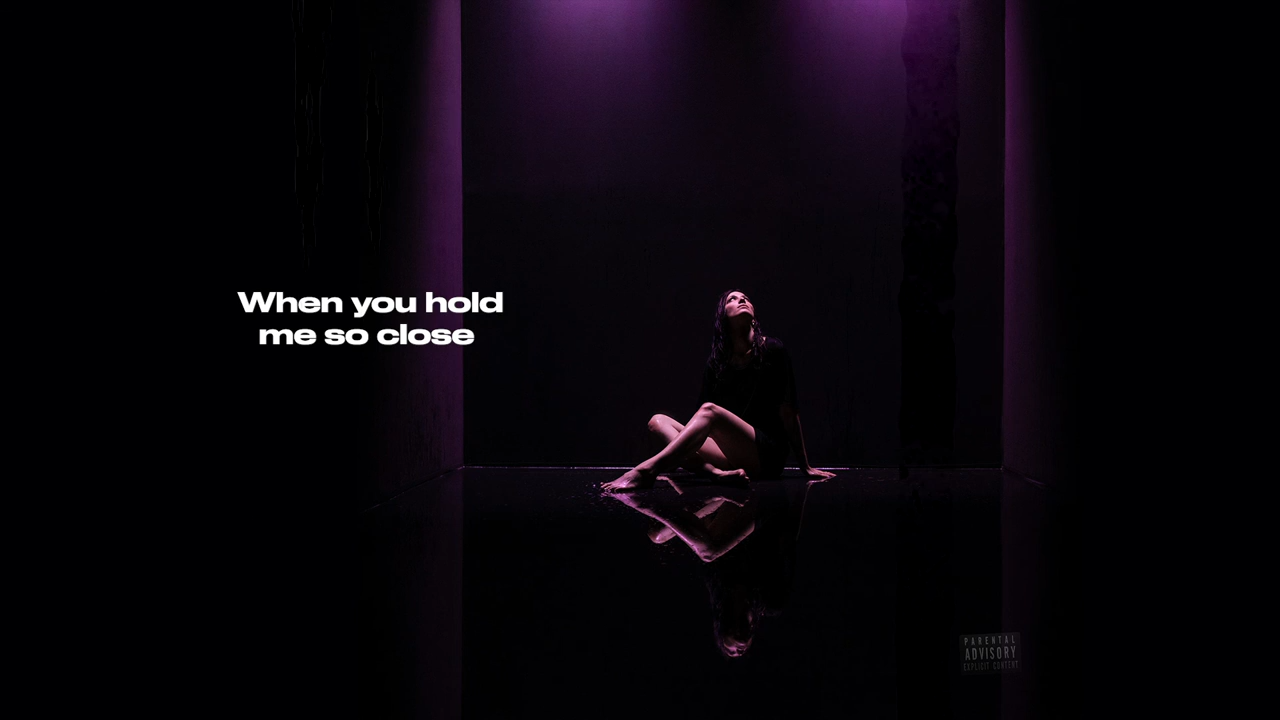 When you hold
me so close
PARENTAL
ADVISORY
EXPLICIT CONTENT